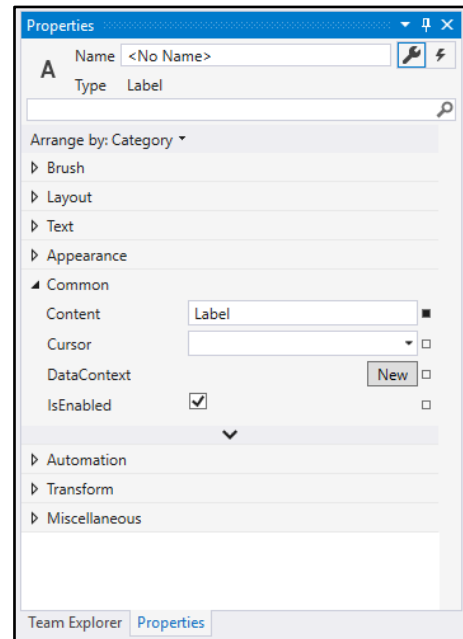 Properties
A
Name <No Name>
Type Label
Arrange by: Category
Brush
Layout
Text
Appearance
Common
Content Label
Cursor
DataContext New
IsEnabled
Automation
Transform
Miscellaneous
Team Explorer Properties